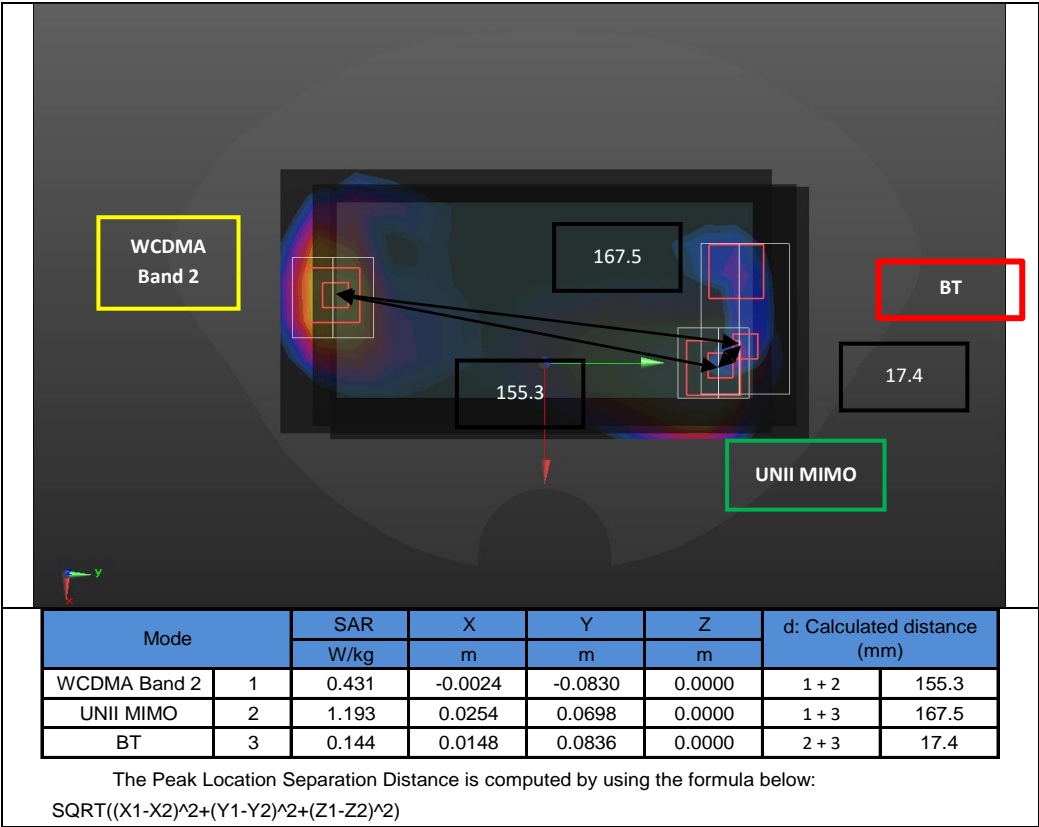 WCDMA
Band 2
167.5
BT
17.4
155.3
UNII MIMO
y
x
Mode SAR X Y Z d: Calculated distance
W/kg m m m (mm)
WCDMA Band 2 1 0.431 -0.0024 -0.0830 0.0000 1 + 2 155.3
UNII MIMO 2 1.193 0.0254 0.0698 0.0000 1 + 3 167.5
BT 3 0.144 0.0148 0.0836 0.0000 2 + 3 17.4
The Peak Location Separation Distance is computed by using the formula below:
SQRT((X1-X2)^2+(Y1-Y2)^2+(Z1-Z2)^2)